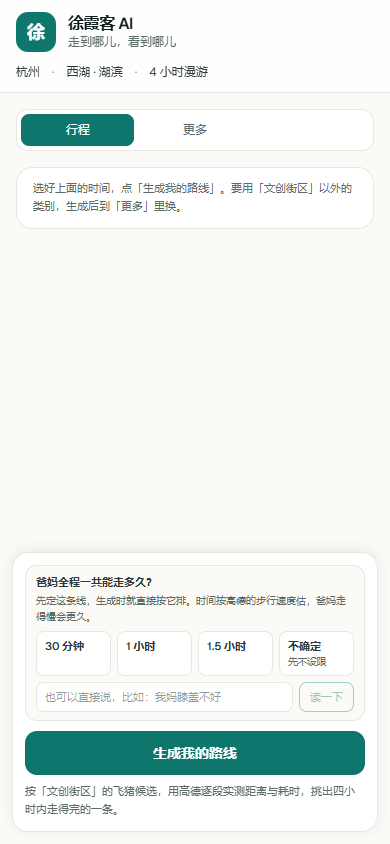 徐
徐霞客 AI
走到哪儿，看到哪儿
杭州 · 西湖·湖滨 · 4 小时漫游
行程
更多
选好上面的时间，点「生成我的路线」。要用「文创街区」以外的
类别，生成后到「更多」里换。
爸妈全程一共能走多久?
先定这条线，生成时就直接按它排。时间按高德的步行速度估，爸妈走
得慢会更久。
30 分钟
1 小时
1.5 小时
不确定
先不设限
也可以直接说，比如：我妈膝盖不好
读一下
生成我的路线
按「文创街区」的飞猪候选，用高德逐段实测距离与耗时，挑出四小
时内走得完的一条。